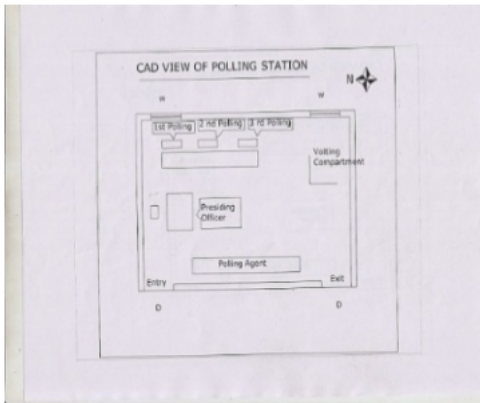 CAD VIEW OF POLLING STATION
N
W
W
1st Polling
2 nd Polling
3 rd Polling
Voiting
Compartment
Presiding
Officer
Polling Agent
Entry
Exit
D
D